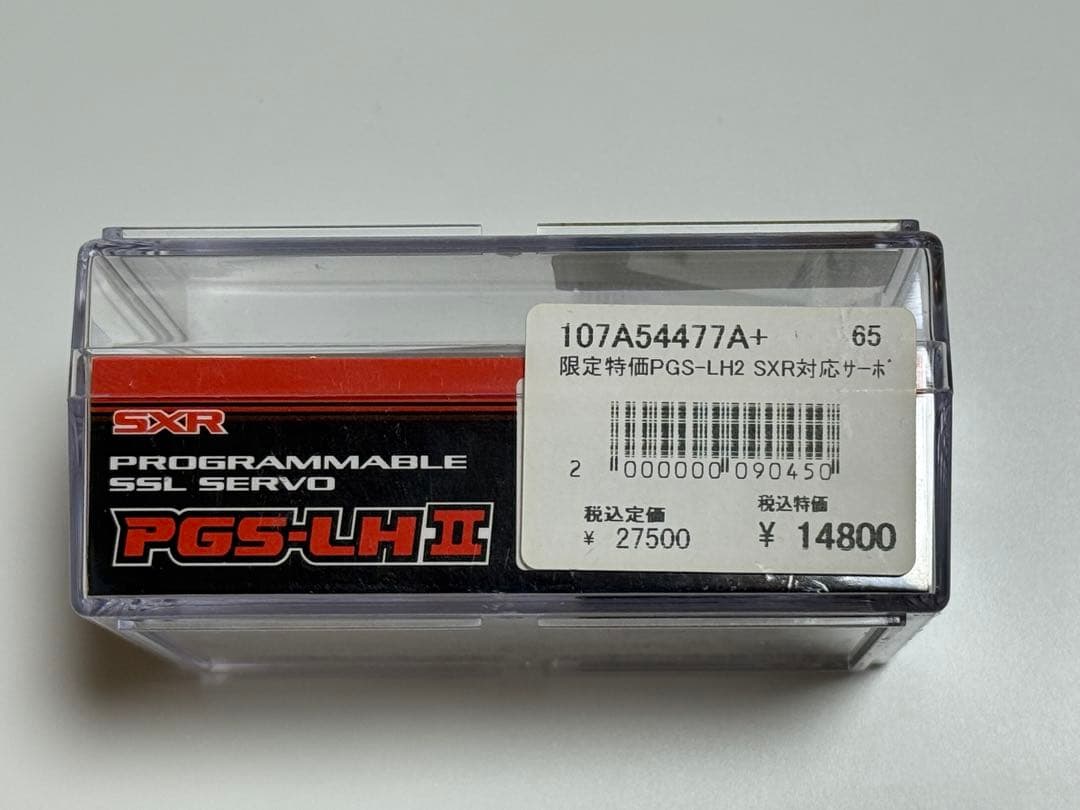 107A54477A+ 65
限定特価PGS-LH2 SXR対応ｻｰﾎﾞ
2 000000 090450
税込定価 税込特価
¥ 27500 ¥ 14800
SXR
PROGRAMMABLE
SSL SERVO
PGS-LH II